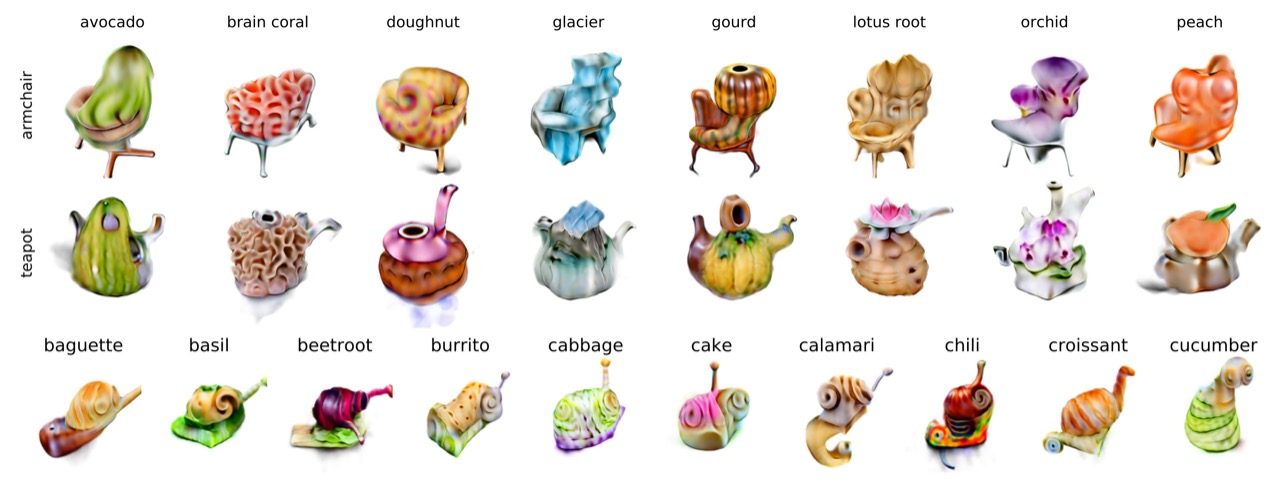 avocado brain coral doughnut glacier gourd lotus root orchid peach
armchair
teapot
baguette basil beetroot burrito cabbage cake calamari chili croissant cucumber